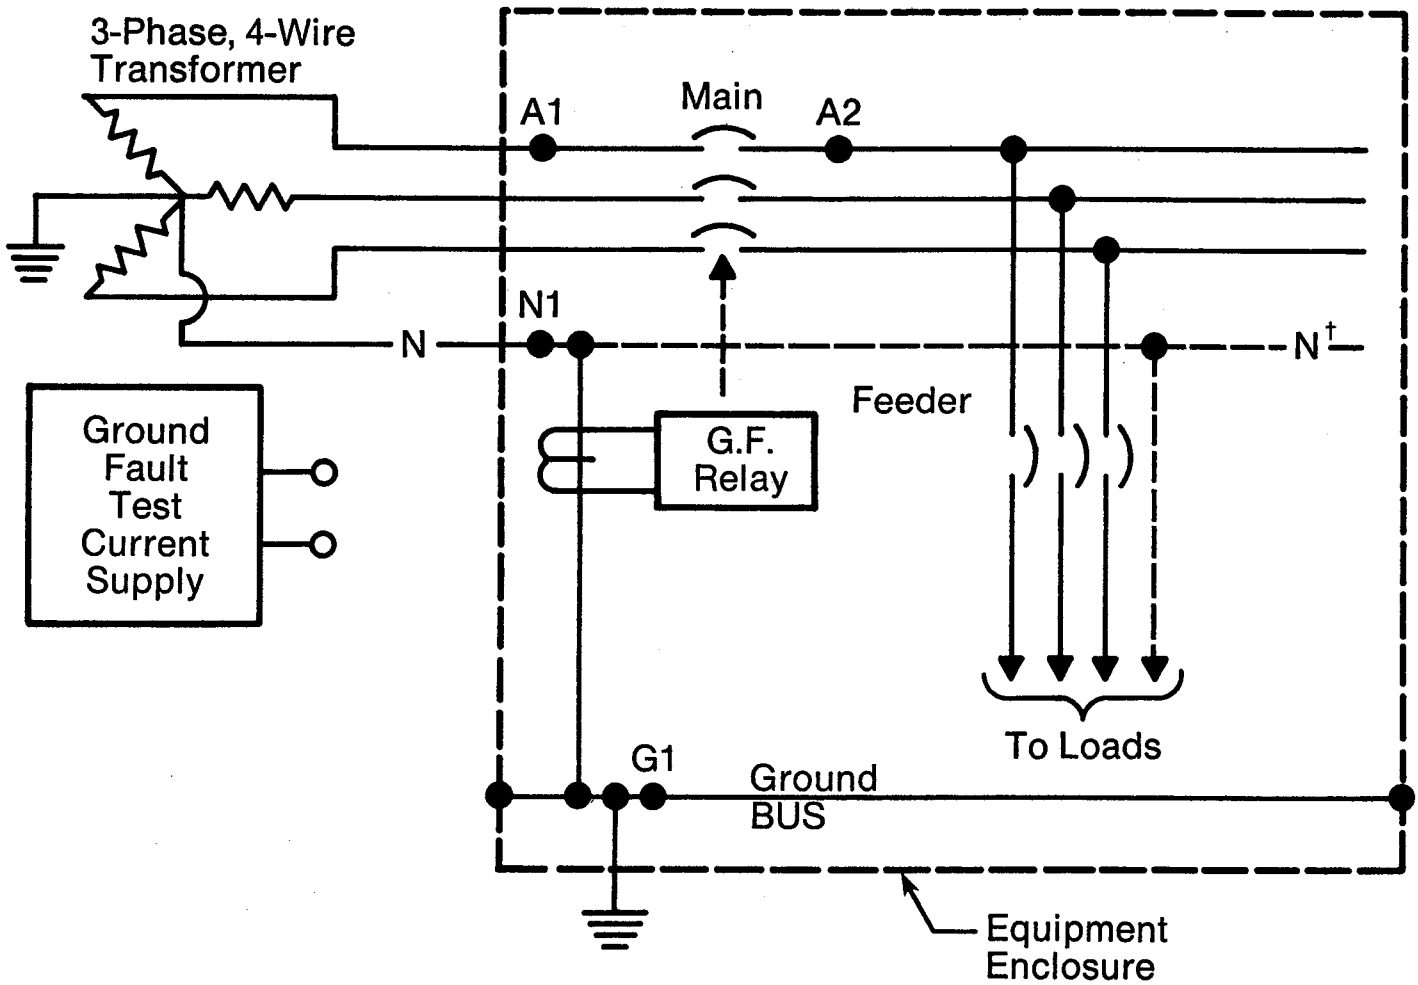 3-Phase, 4-Wire
Transformer
A1
Main
A2
N1
N
N†
Feeder
Ground
Fault
Test
Current
Supply
G.F.
Relay
To Loads
G1
Ground
BUS
Equipment
Enclosure